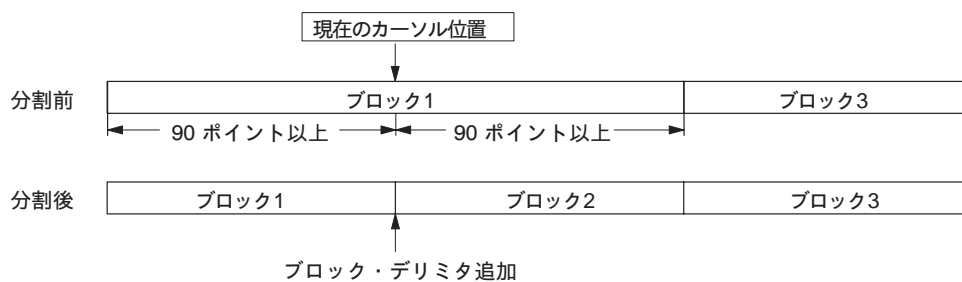 現在のカーソル位置
分割前
ブロック1
ブロック3
90 ポイント以上
90 ポイント以上
分割後
ブロック1
ブロック2
ブロック3
ブロック・デリミタ追加